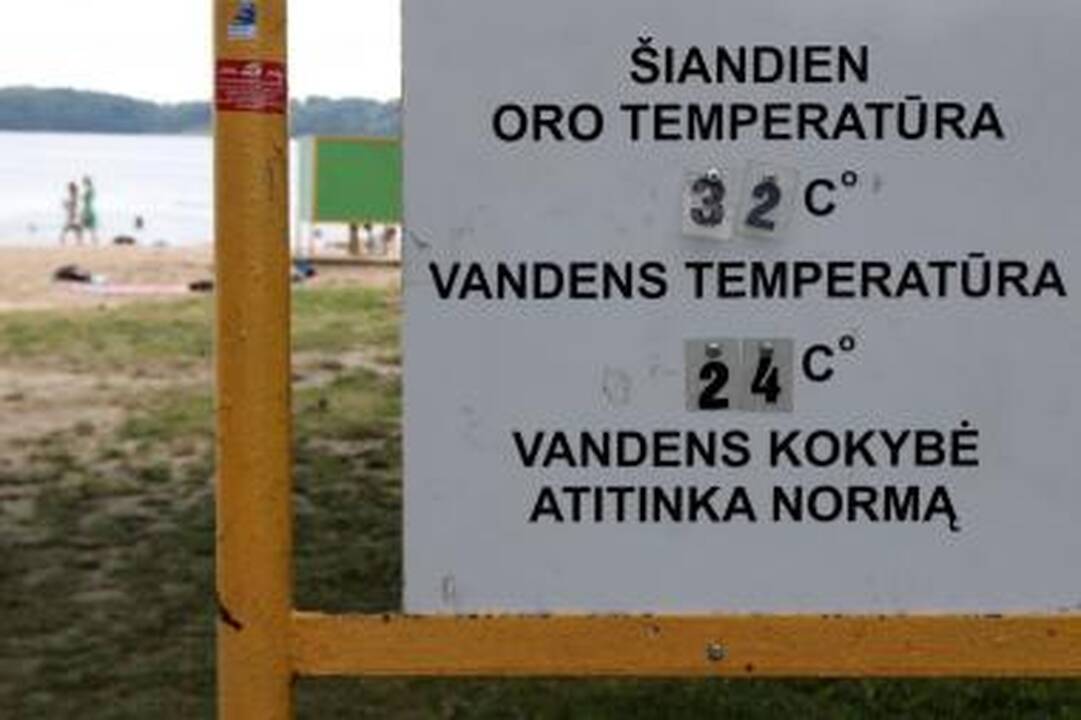 ŠIANDIEN
ORO TEMPERATŪRA
32 C°
VANDENS TEMPERATŪRA
24 C°
VANDENS KOKYBĖ
ATITINKA NORMĄ